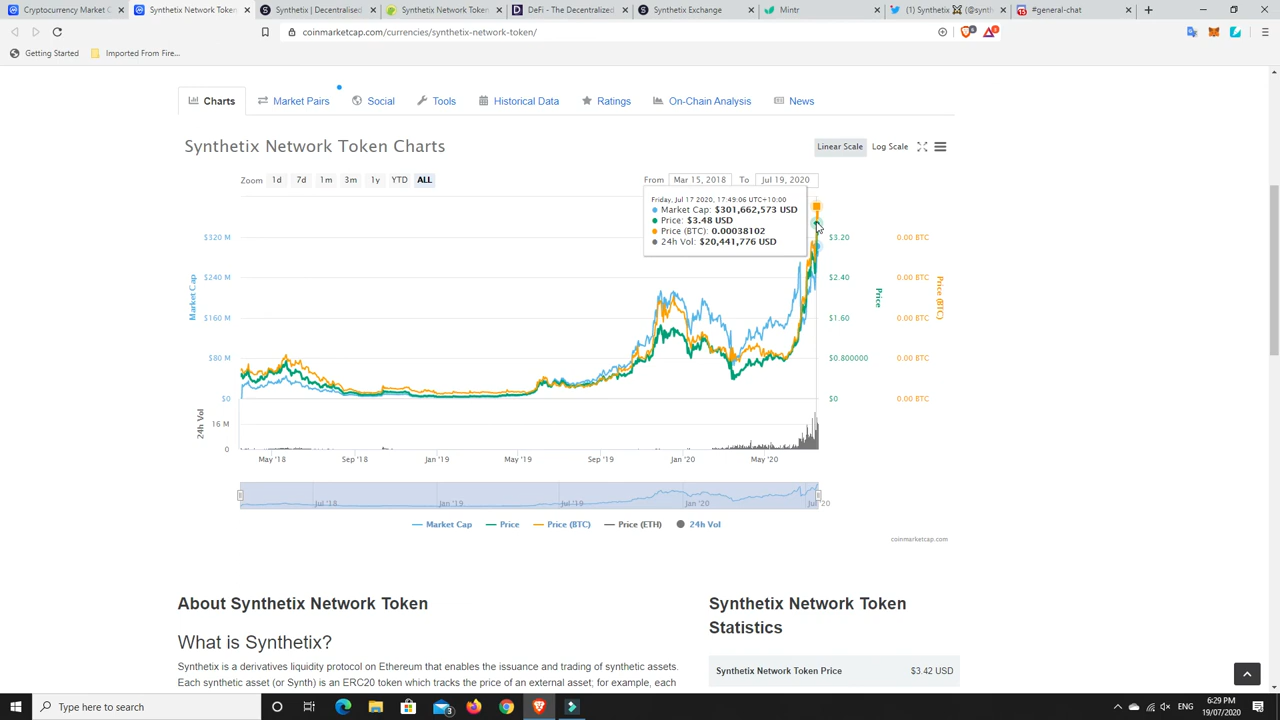 Cryptocurrency Market C
Synthetix Network Token
Synthetix | Decentralised
Synthetix Network Token
DeFi - The Decentralized
Synthetix Exchange
Mintr
(1) Synthetix ⚔ (@synth
#general-chat
coinmarketcap.com/currencies/synthetix-network-token/
Getting Started
Imported From Fire...
Charts
Market Pairs
Social
Tools
Historical Data
Ratings
On-Chain Analysis
News
Synthetix Network Token Charts
Linear Scale
Log Scale
Zoom 1d 7d 1m 3m 1y YTD ALL
From Mar 15, 2018 To Jul 19, 2020
Friday, Jul 17 2020, 17:49:06 UTC+10:00
Market Cap: $301,662,573 USD
Price: $3.48 USD
Price (BTC): 0.00038102
24h Vol: $20,441,776 USD
$320 M $3.20 0.00 BTC
$240 M $2.40 0.00 BTC
Market Cap
Price
Price (BTC)
$160 M $1.60 0.00 BTC
$80 M $0.800000 0.00 BTC
$0 $0 0.00 BTC
24h Vol
16 M
0
May '18 Sep '18 Jan '19 May '19 Sep '19 Jan '20 May '20
Jul '18 Jan '19 Jul '19 Jan '20 Jul '20
Market Cap Price Price (BTC) Price (ETH) 24h Vol
coinmarketcap.com
About Synthetix Network Token
What is Synthetix?
Synthetix is a derivatives liquidity protocol on Ethereum that enables the issuance and trading of synthetic assets.
Each synthetic asset (or Synth) is an ERC20 token which tracks the price of an external asset; for example, each
Synthetix Network Token
Statistics
Synthetix Network Token Price $3.42 USD
Type here to search
ENG
6:29 PM
19/07/2020